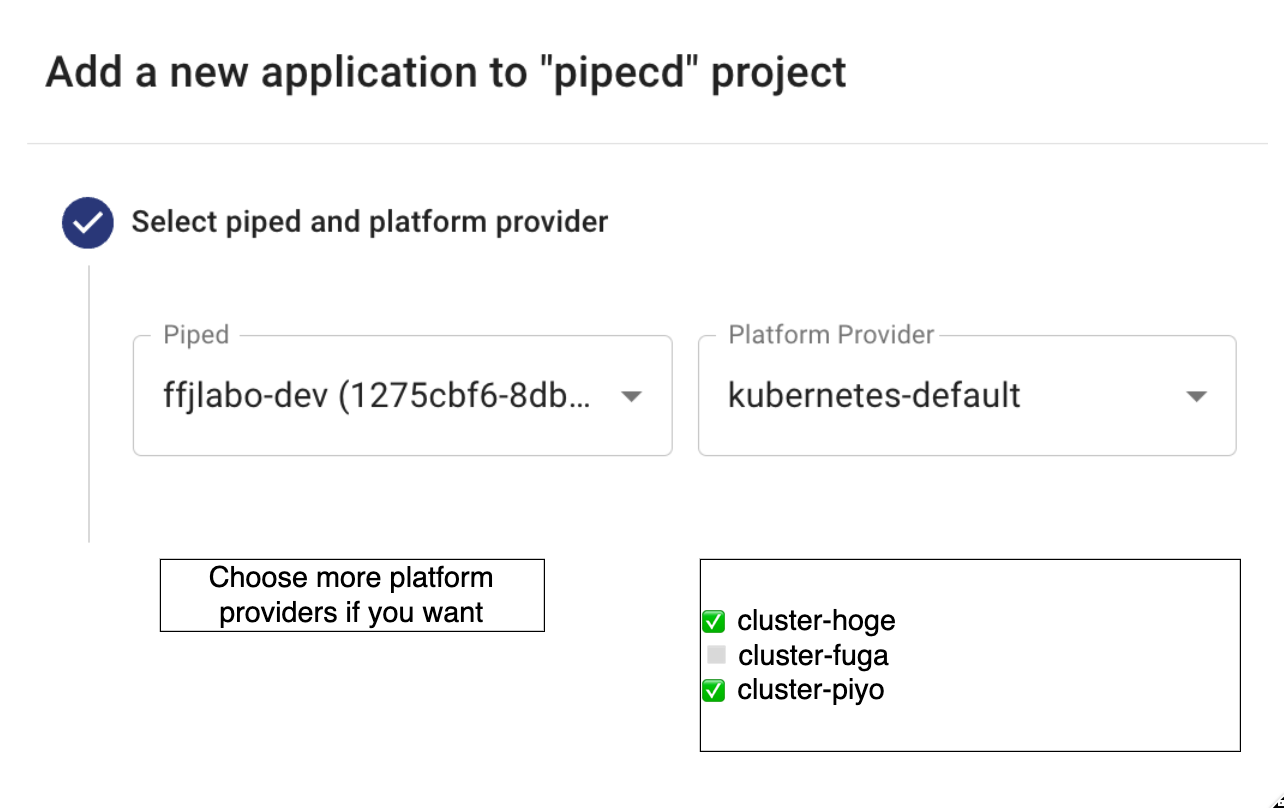 Add a new application to "pipecd" project
Select piped and platform provider
Piped
ffjlabo-dev (1275cbf6-8db...
Platform Provider
kubernetes-default
Choose more platform
providers if you want
cluster-hoge
cluster-fuga
cluster-piyo